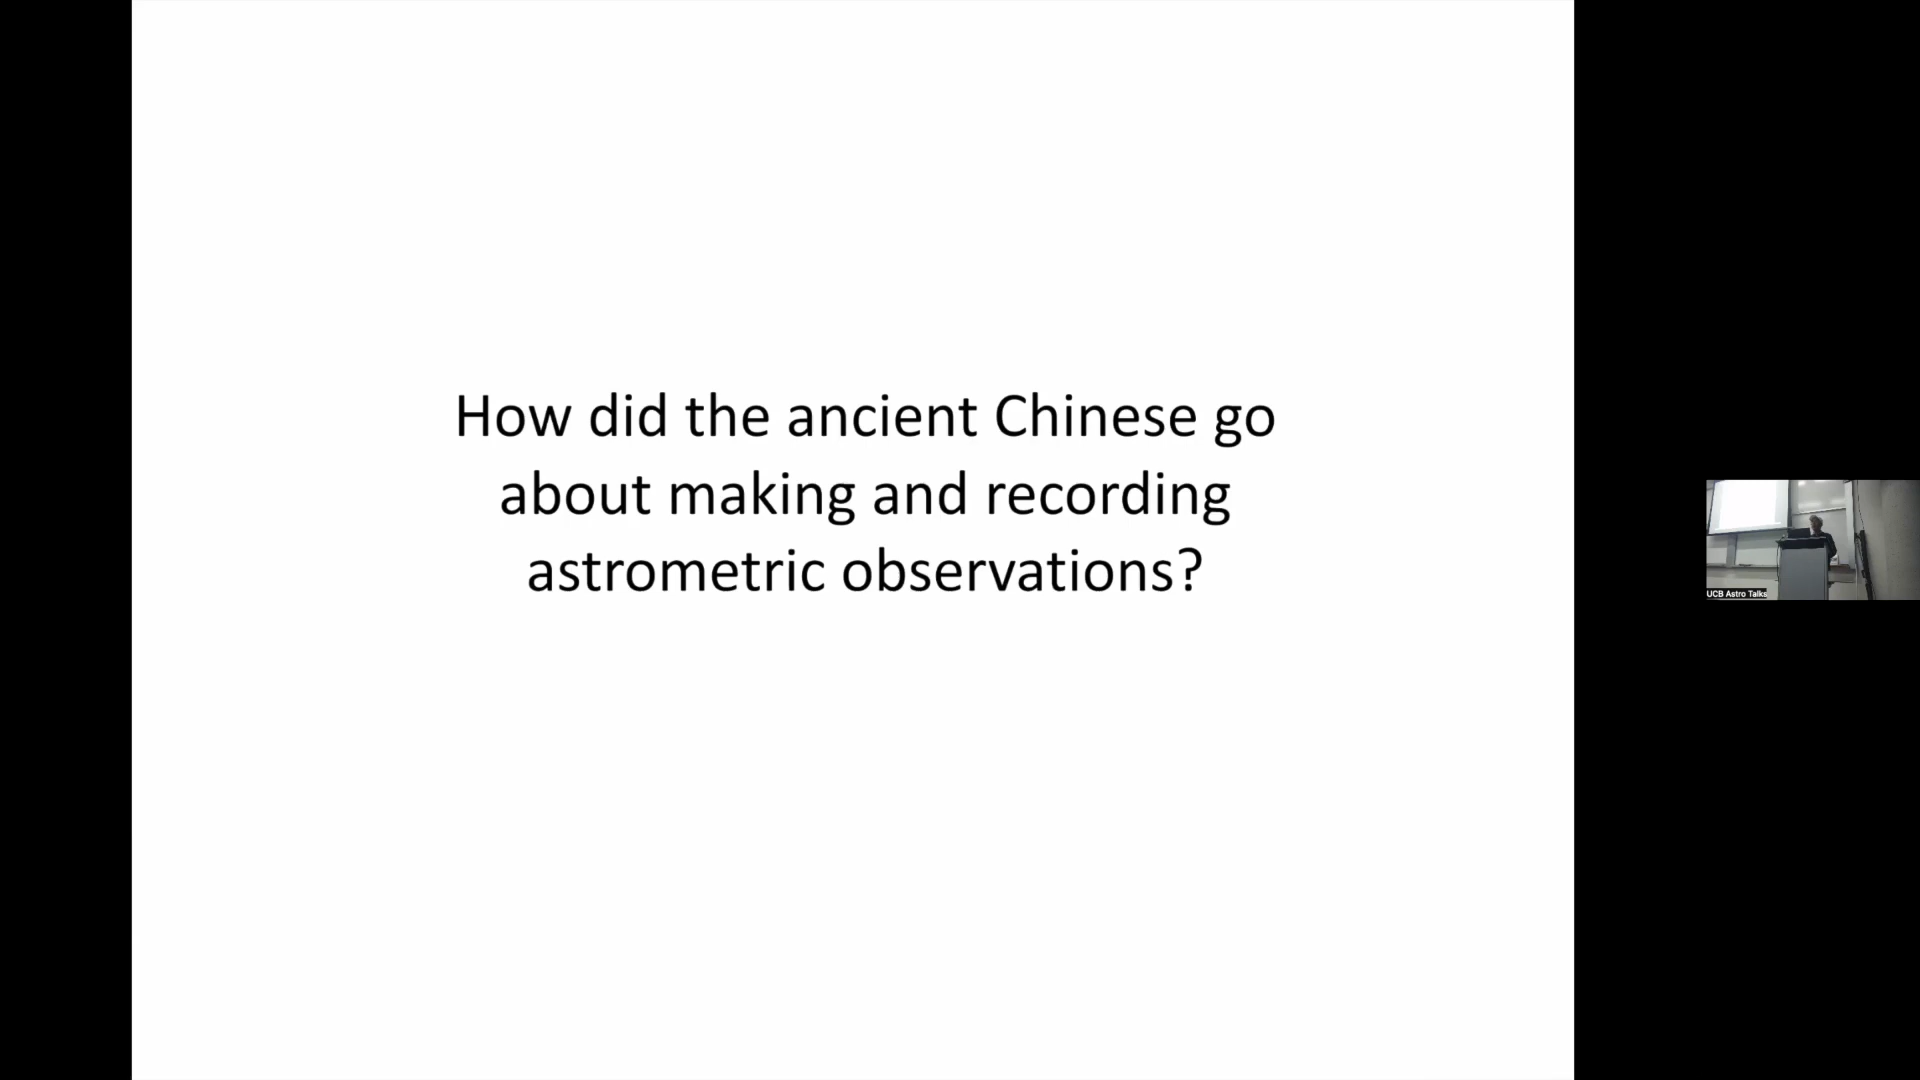 How did the ancient Chinese go
about making and recording
astrometric observations?
UCB Astro Talks